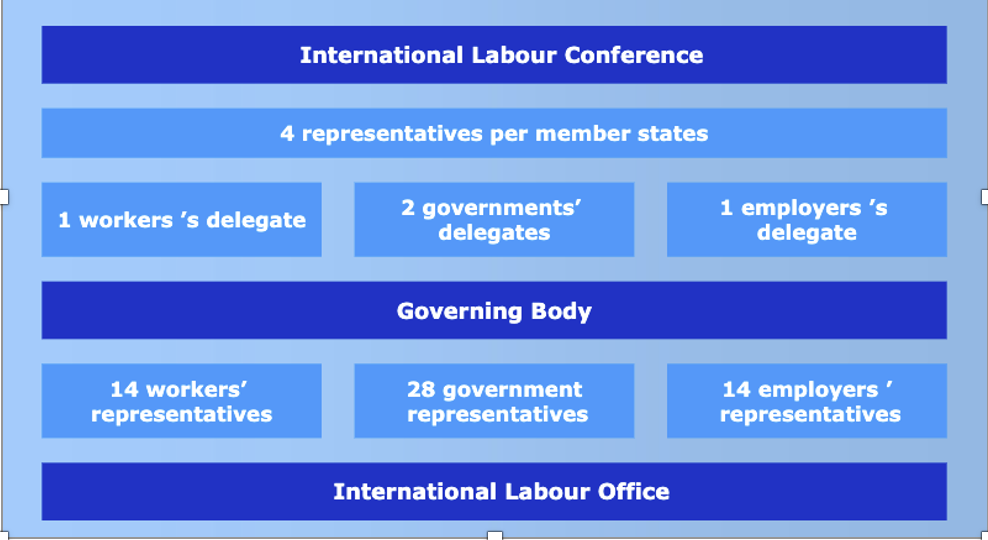 International Labour Conference
4 representatives per member states
1 workers ’s delegate
2 governments’
delegates
1 employers ’s
delegate
Governing Body
14 workers’
representatives
28 government
representatives
14 employers ’
representatives
International Labour Office